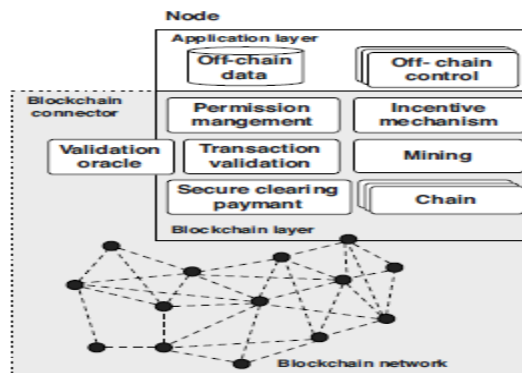 Node
Application layer
Off-chain
data
Off- chain
control
Blockchain
connector
Permission
mangement
Incentive
mechanism
Validation
oracle
Transaction
validation
Mining
Secure clearing
paymant
Chain
Blockchain layer
Blockchain network